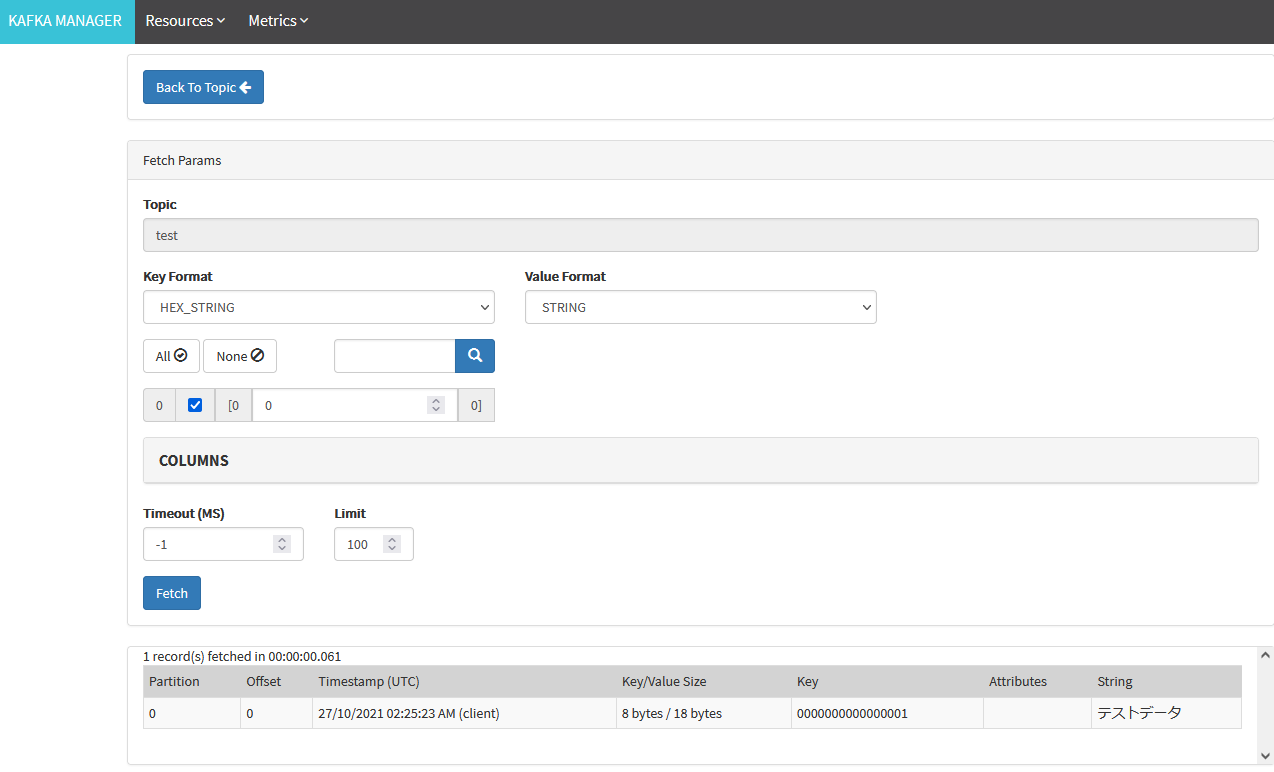 KAFKA MANAGER Resources Metrics
Back To Topic
Fetch Params
Topic
test
Key Format Value Format
HEX_STRING STRING
All None
0 [0 0 0]
COLUMNS
Timeout (MS) Limit
-1 100
Fetch
1 record(s) fetched in 00:00:00.061
Partition Offset Timestamp (UTC) Key/Value Size Key Attributes String
0 0 27/10/2021 02:25:23 AM (client) 8 bytes / 18 bytes 0000000000000001 テストデータ